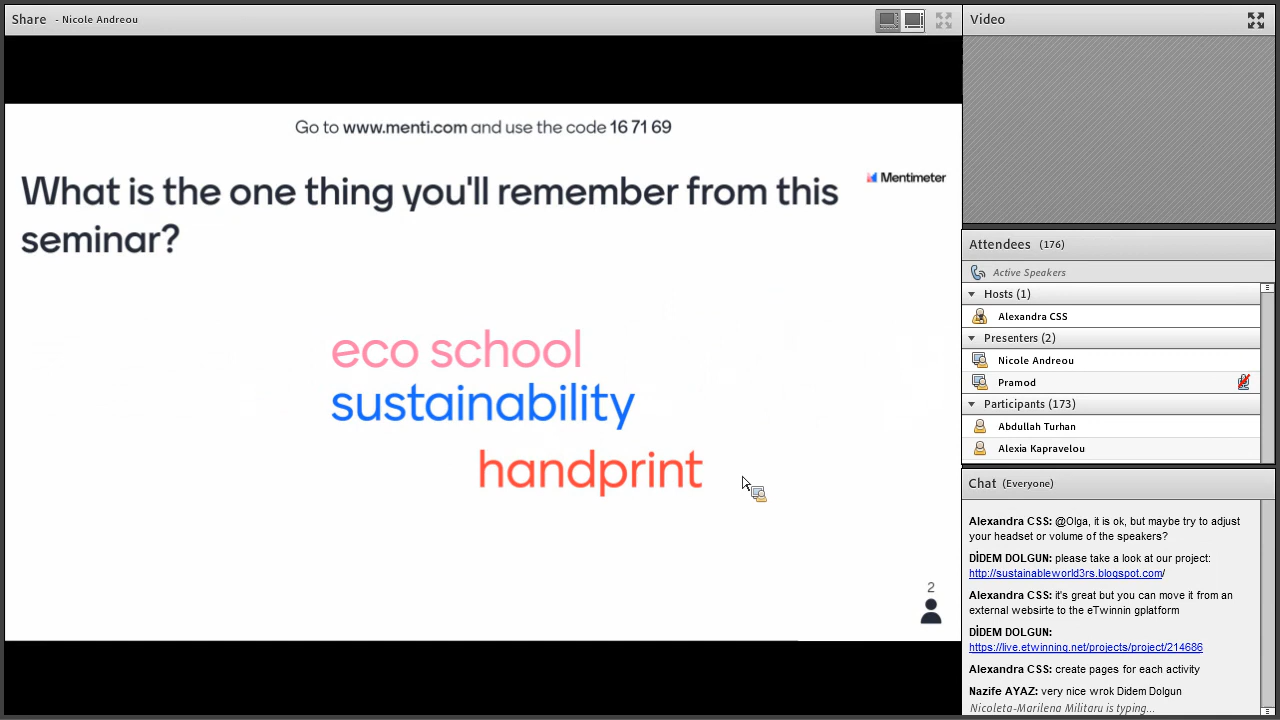 Share - Nicole Andreou
Go to www.menti.com and use the code 16 71 69
What is the one thing you'll remember from this
seminar?
Mentimeter
eco school
sustainability
handprint
2
Video
Attendees (176)
Active Speakers
Hosts (1)
Alexandra CSS
Presenters (2)
Nicole Andreou
Pramod
Participants (173)
Abdullah Turhan
Alexia Kapravelou
Chat (Everyone)
Alexandra CSS: @Olga, it is ok, but maybe try to adjust
your headset or volume of the speakers?
DİDEM DOLGUN: please take a look at our project:
http://sustainableworld3rs.blogspot.com/
Alexandra CSS: it's great but you can move it from an
external websirte to the eTwinnin gplatform
DİDEM DOLGUN:
https://live.etwinning.net/projects/project/214686
Alexandra CSS: create pages for each activity
Nazife AYAZ: very nice wrok Didem Dolgun
Nicoleta-Marilena Militaru is typing...